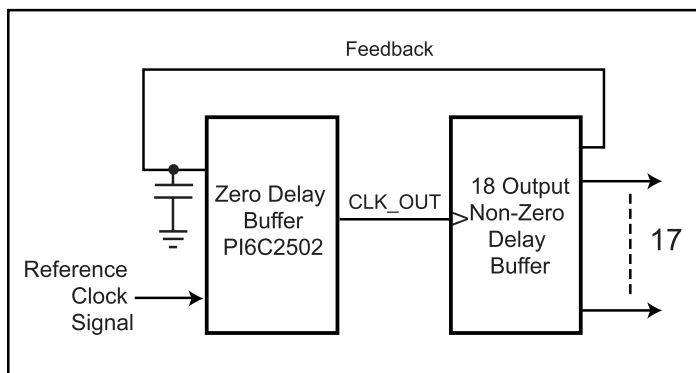 Feedback
Zero Delay
Buffer
PI6C2502
CLK_OUT
18 Output
Non-Zero
Delay
Buffer
17
Reference
Clock
Signal